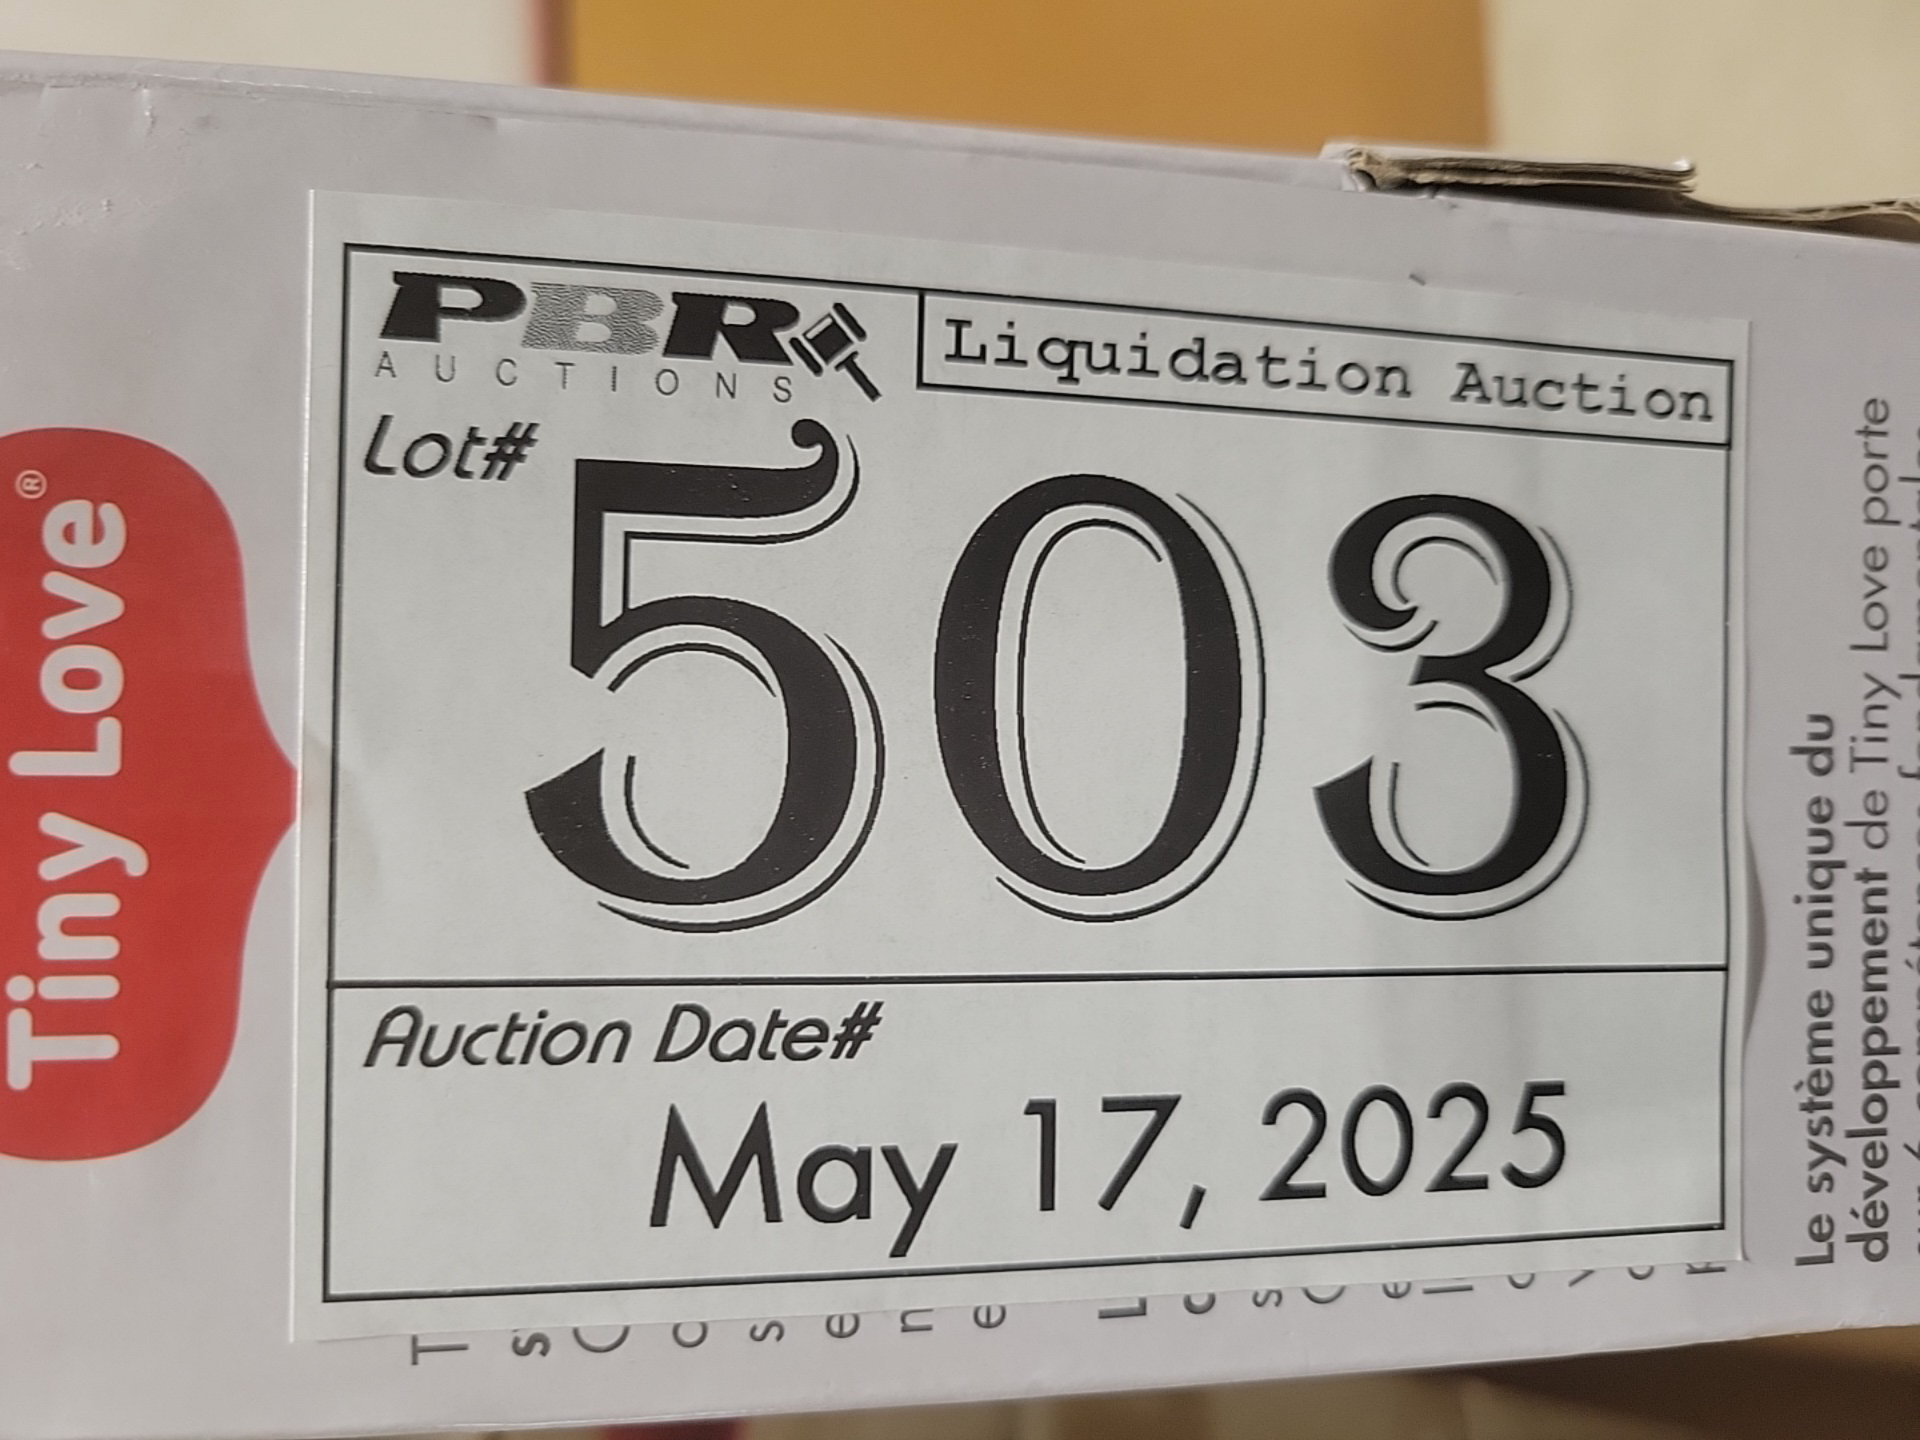 PBR
AUCTIONS
Liquidation Auction
Lot#
503
Auction Date#
May 17, 2025
Tiny Love®
Le système unique du
développement de Tiny Love porte